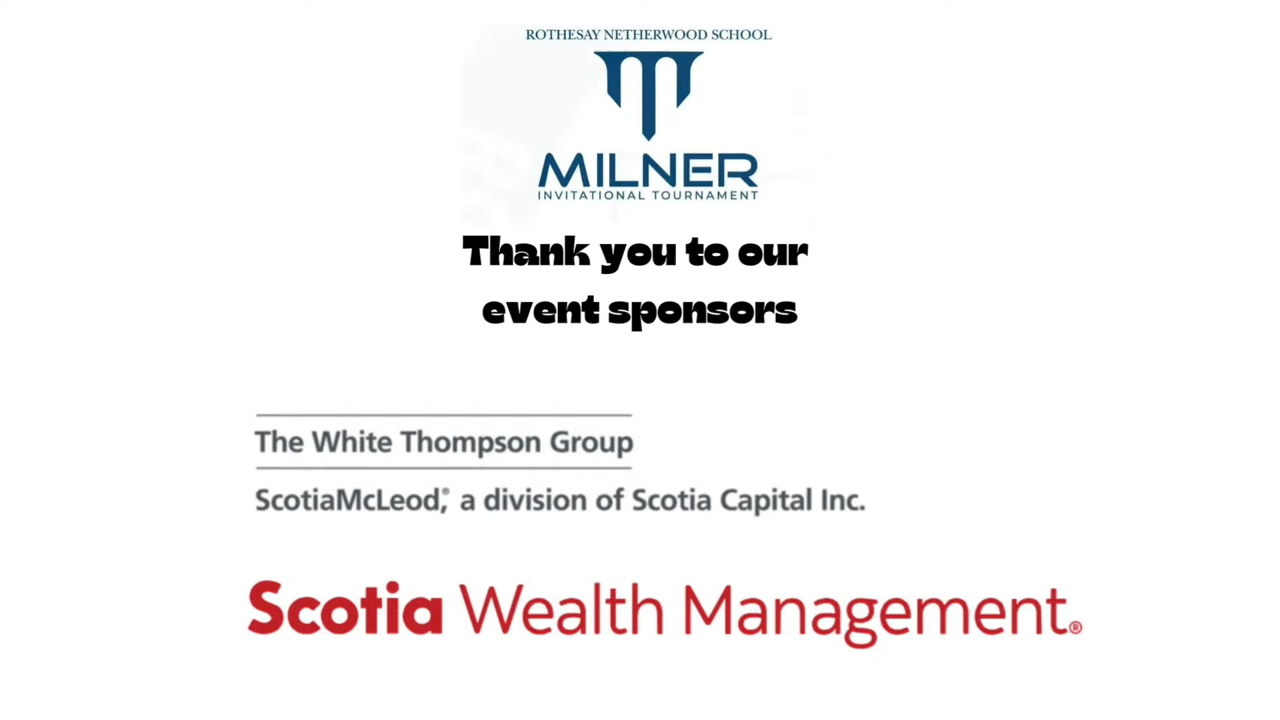 ROTHESAY NETHERWOOD SCHOOL
MILNER
INVITATIONAL TOURNAMENT
Thank you to our
event sponsors
The White Thompson Group
ScotiaMcLeod®, a division of Scotia Capital Inc.
Scotia Wealth Management®